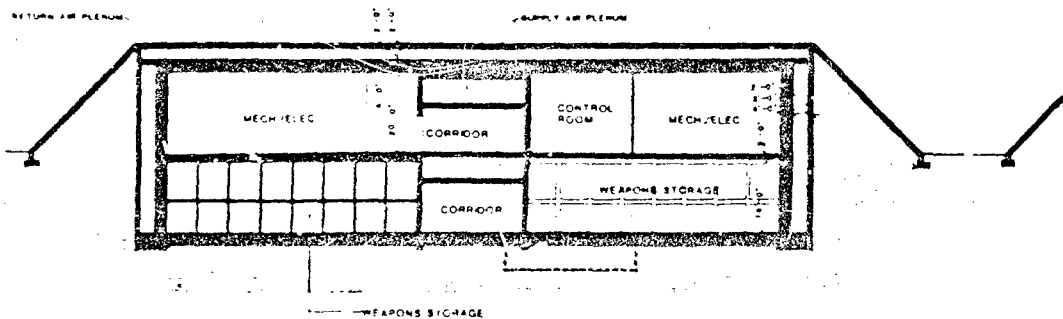 RETURN AIR PLENUM
SUPPLY AIR PLENUM
MECH./ELEC
CORRIDOR
CONTROL
ROOM
MECH./ELEC
CORRIDOR
WEAPONS STORAGE
WEAPONS STORAGE